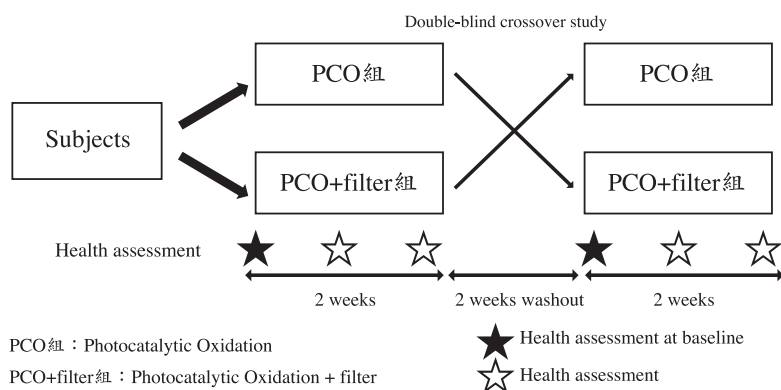 Double-blind crossover study
PCO組
PCO組
Subjects
PCO+filter組
PCO+filter組
Health assessment
2 weeks
2 weeks washout
2 weeks
PCO組：Photocatalytic Oxidation
PCO+filter組：Photocatalytic Oxidation + filter
Health assessment at baseline
Health assessment